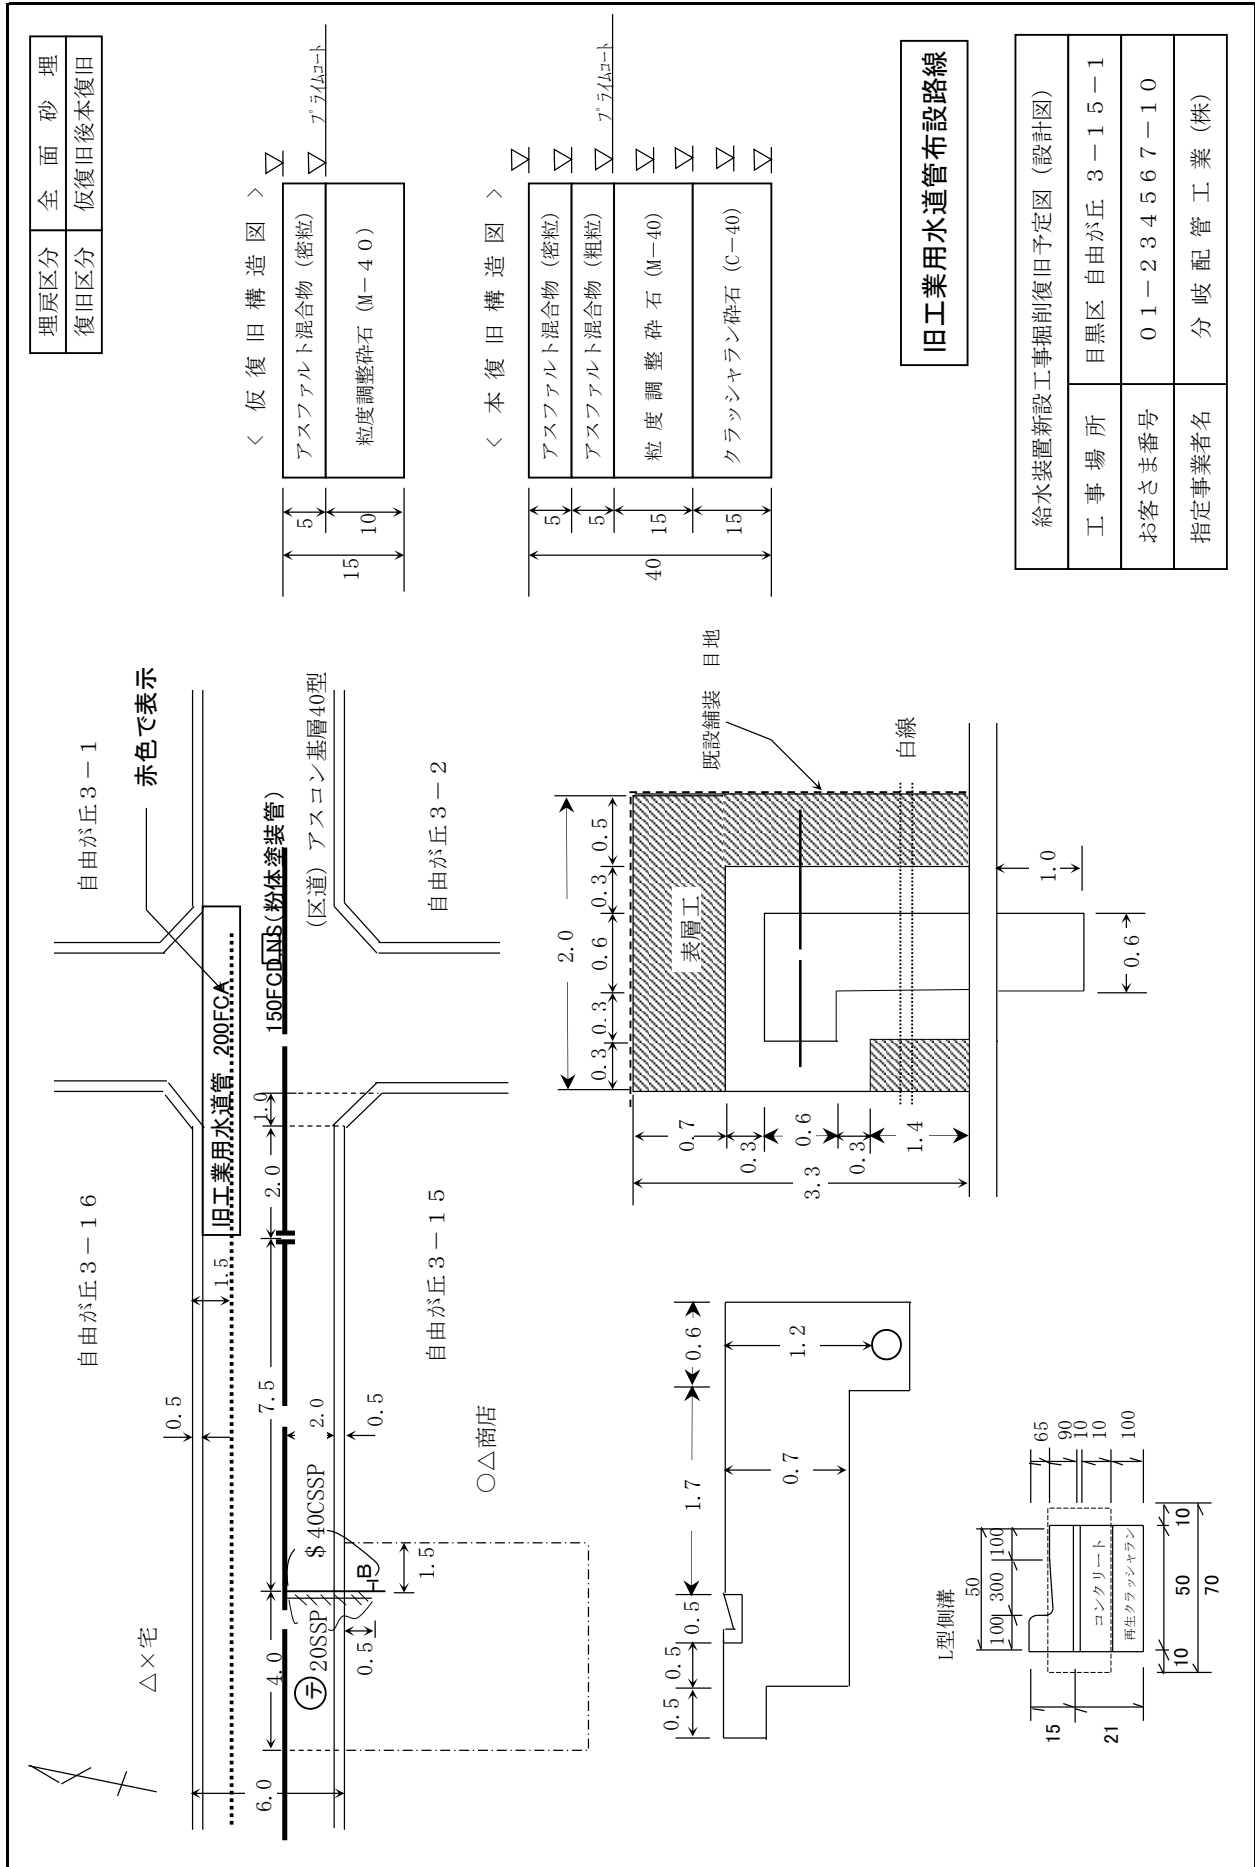 埋戻区分 全面砂埋
復旧区分 仮復旧後本復旧
< 仮復旧構造図 >
アスファルト混合物 (密粒)
粒度調整砕石 (M-40)
プライムコート
5
10
15
< 本復旧構造図 >
アスファルト混合物 (密粒)
アスファルト混合物 (粗粒)
粒度調整砕石 (M-40)
クラッシャラン砕石 (C-40)
プライムコート
5
5
15
15
40
旧工業用水道管布設路線
給水装置新設工事掘削復旧予定図 (設計図)
工事場所 目黒区 自由が丘 3-15-1
お客さま番号 01-234567-10
指定事業者名 分岐配管工業 (株)
自由が丘3-16
自由が丘3-1
赤色で表示
旧工業用水道管 200FCA
150FCDNS(粉体塗装管)
(区道) アスコン基層40型
自由が丘3-15
自由が丘3-2
△×宅
○△商店
6.0
4.0
7.5
2.0
1.0
1.5
0.5
2.0
0.5
1.5
0.5
$ 40CSSP
テ 20SSP
B
既設舗装 目地
白線
表層工
2.0
0.3
0.3
0.6
0.3
0.5
0.7
0.3
0.6
0.3
1.4
3.3
1.0
0.6
0.5
0.5
0.5
1.7
0.6
0.7
1.2
L型側溝
50
100
300
100
65
90
10
10
100
コンクリート
再生クラッシャラン
15
21
10
50
10
70